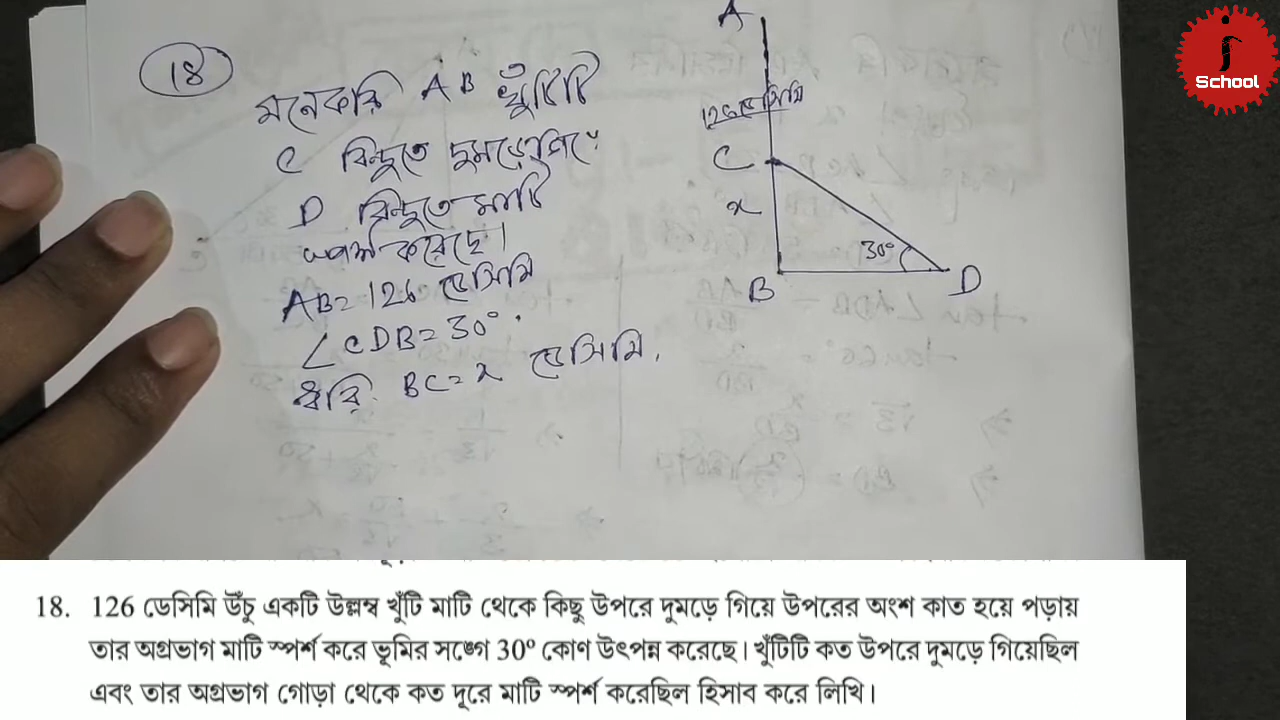 18
মনেকরি AB খুঁটিটি
C বিন্দুতে দুমড়ে গিয়ে
D বিন্দুতে মাটি
স্পর্শ করেছে।
AB = 126 ডেসিমি
∠CDB = 30°.
ধরি BC = x ডেসিমি.
A
126 ডেসিমি
C
x
30°
B
D
f
School
18. 126 ডেসিমি উঁচু একটি উল্লম্ব খুঁটি মাটি থেকে কিছু উপরে দুমড়ে গিয়ে উপরের অংশ কাত হয়ে পড়ায়
তার অগ্রভাগ মাটি স্পর্শ করে ভূমির সঙ্গে 30° কোণ উৎপন্ন করেছে। খুঁটিটি কত উপরে দুমড়ে গিয়েছিল
এবং তার অগ্রভাগ গোড়া থেকে কত দূরে মাটি স্পর্শ করেছিল হিসাব করে লিখি।